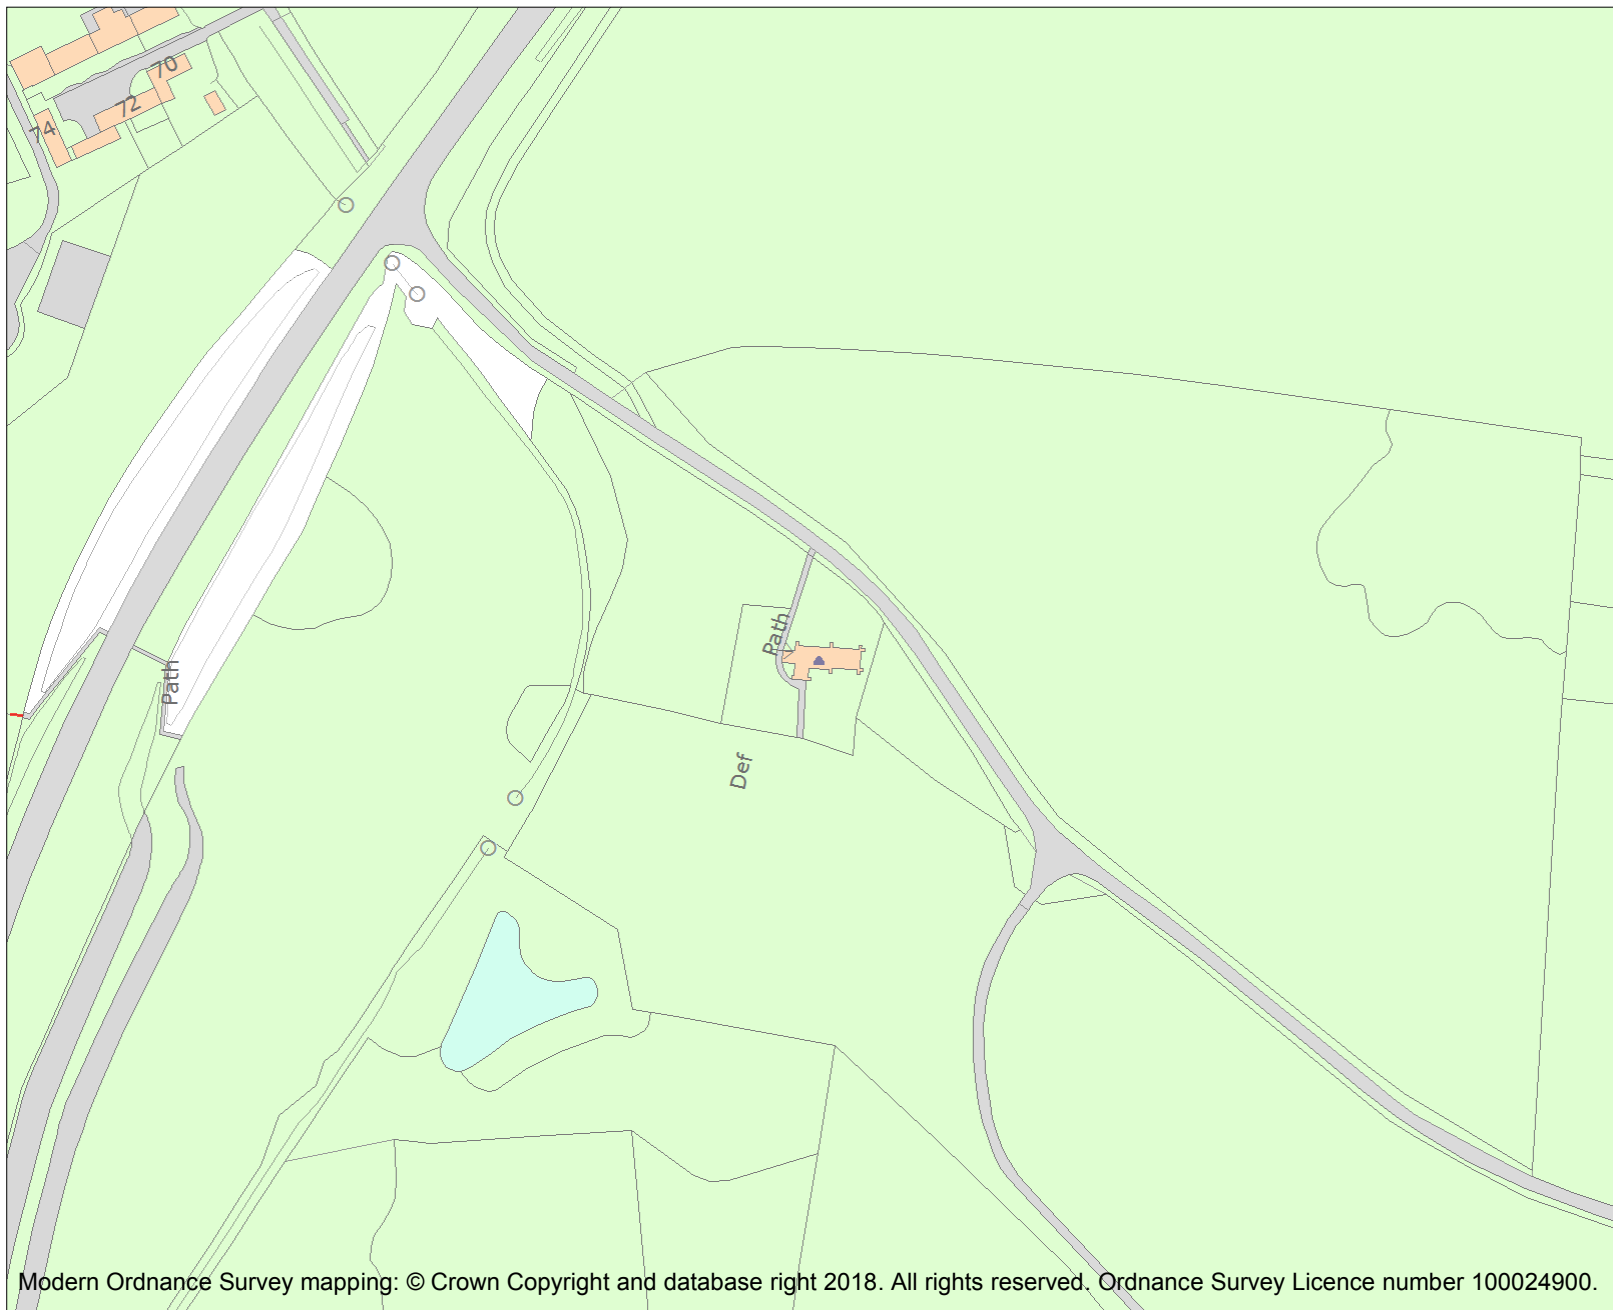 70
72
74
Path
Path
Def
Modern Ordnance Survey mapping: © Crown Copyright and database right 2018. All rights reserved. Ordnance Survey Licence number 100024900.